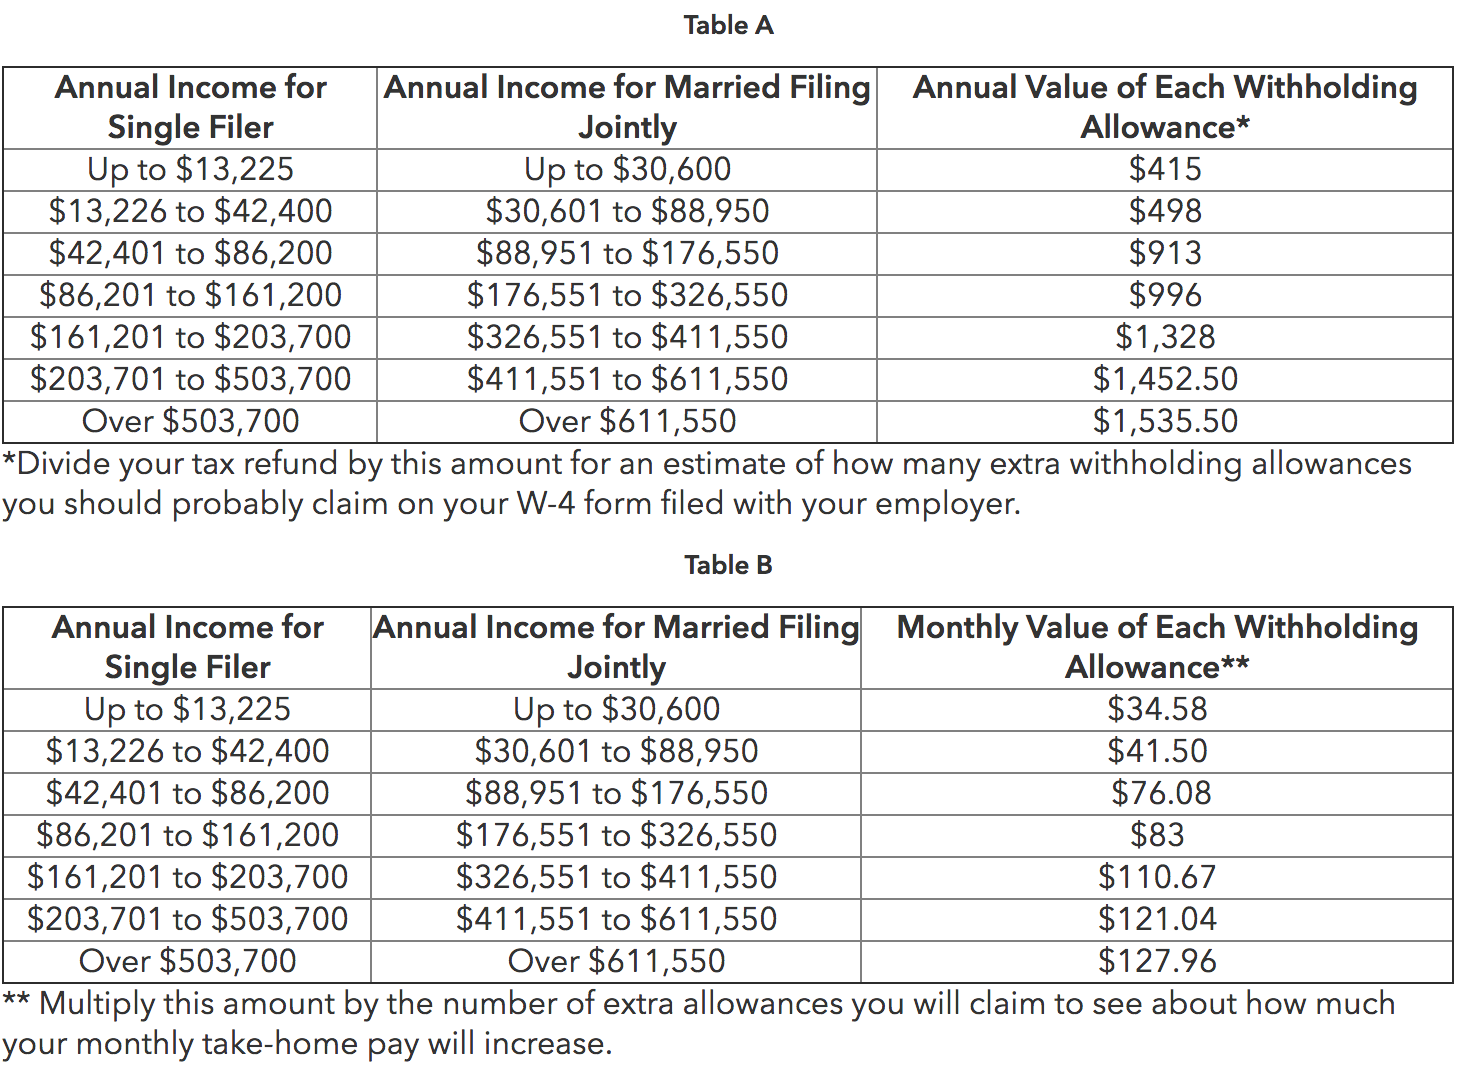 Table A
Annual Income for Single Filer Annual Income for Married Filing Jointly Annual Value of Each Withholding Allowance*
Up to $13,225 Up to $30,600 $415
$13,226 to $42,400 $30,601 to $88,950 $498
$42,401 to $86,200 $88,951 to $176,550 $913
$86,201 to $161,200 $176,551 to $326,550 $996
$161,201 to $203,700 $326,551 to $411,550 $1,328
$203,701 to $503,700 $411,551 to $611,550 $1,452.50
Over $503,700 Over $611,550 $1,535.50
*Divide your tax refund by this amount for an estimate of how many extra withholding allowances
you should probably claim on your W-4 form filed with your employer.
Table B
Annual Income for Single Filer Annual Income for Married Filing Jointly Monthly Value of Each Withholding Allowance**
Up to $13,225 Up to $30,600 $34.58
$13,226 to $42,400 $30,601 to $88,950 $41.50
$42,401 to $86,200 $88,951 to $176,550 $76.08
$86,201 to $161,200 $176,551 to $326,550 $83
$161,201 to $203,700 $326,551 to $411,550 $110.67
$203,701 to $503,700 $411,551 to $611,550 $121.04
Over $503,700 Over $611,550 $127.96
** Multiply this amount by the number of extra allowances you will claim to see about how much
your monthly take-home pay will increase.